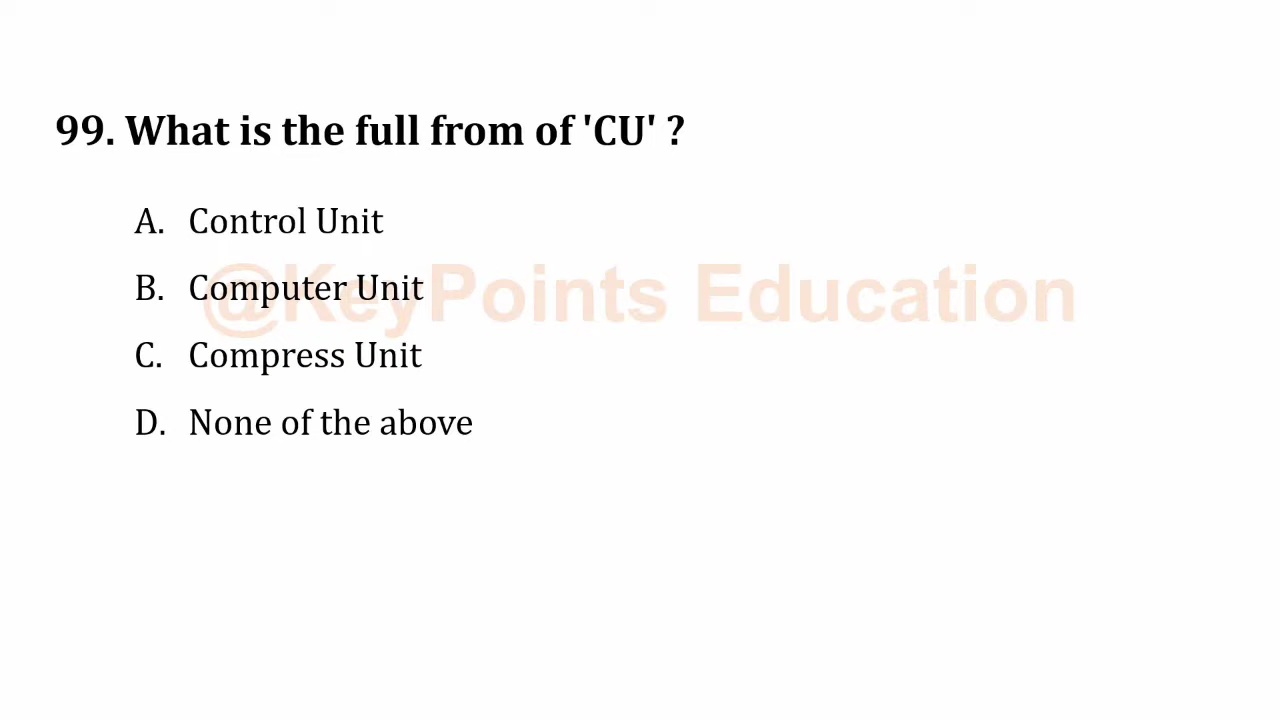 99. What is the full from of 'CU' ?
A. Control Unit
@KeyPoints Education
B. Computer Unit
C. Compress Unit
D. None of the above